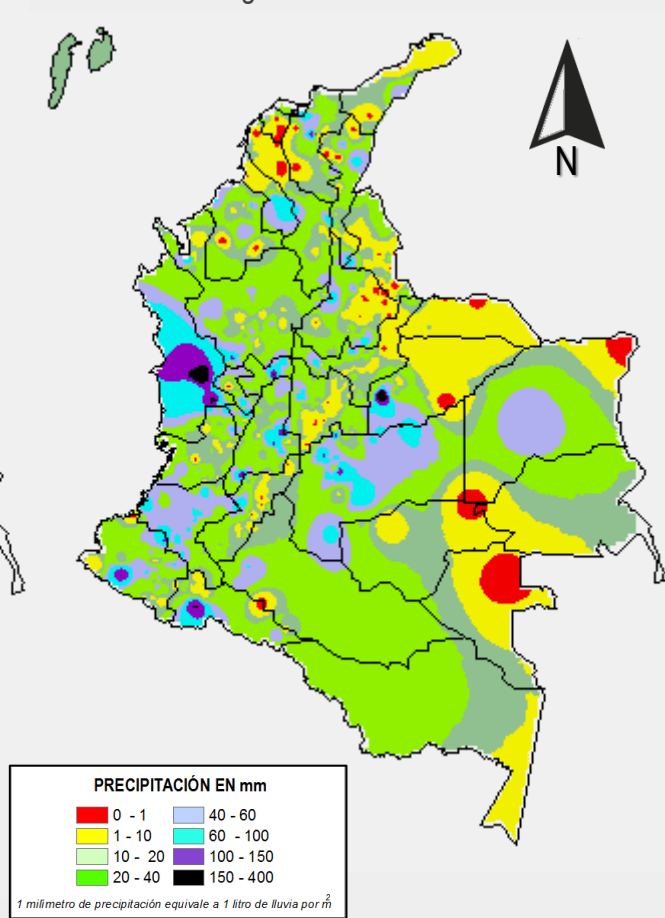 N
PRECIPITACIÓN EN mm
0 - 1
40 - 60
1 - 10
60 - 100
10 - 20
100 - 150
20 - 40
150 - 400
1 milimetro de precipitación equivale a 1 litro de lluvia por m²